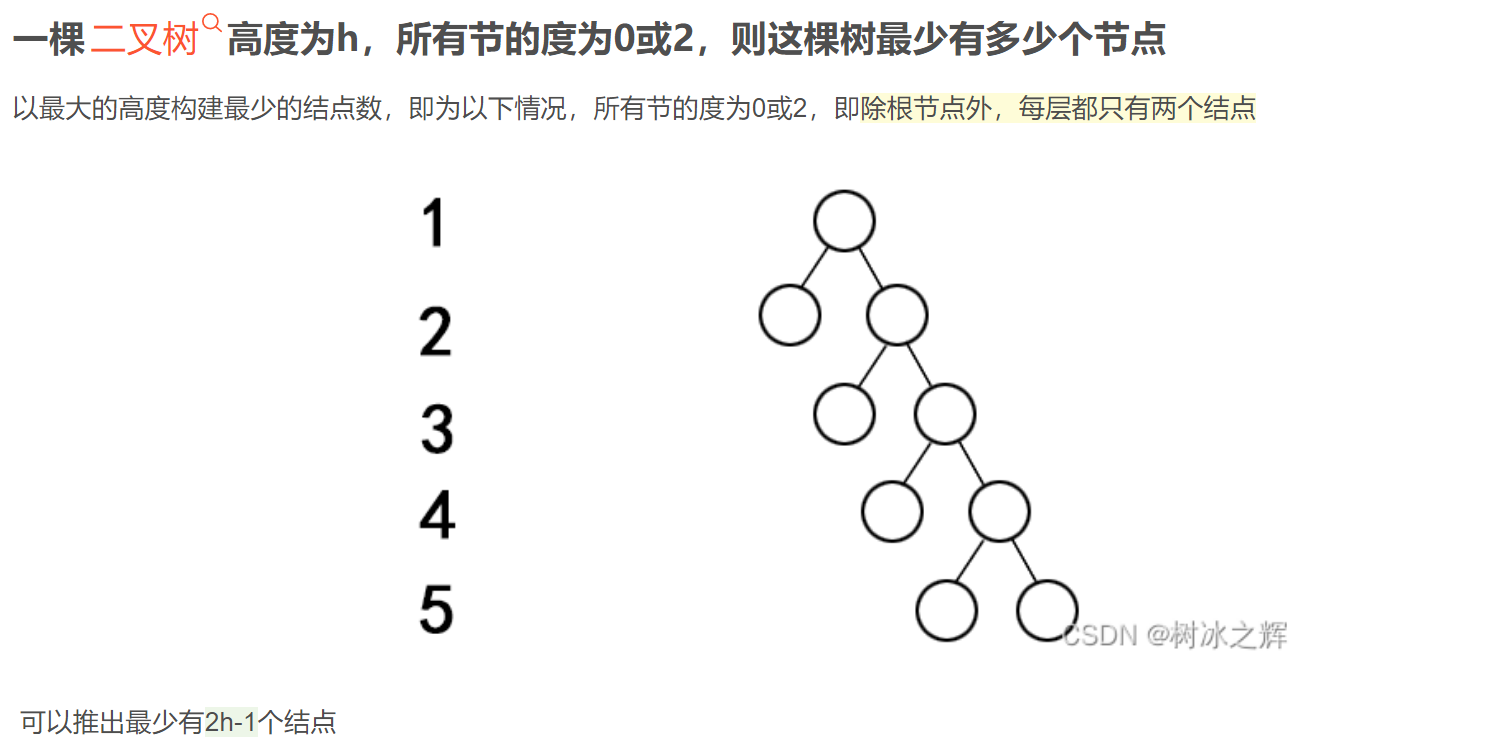 一棵 二叉树 高度为h，所有节的度为0或2，则这棵树最少有多少个节点
以最大的高度构建最少的结点数，即为以下情况，所有节的度为0或2，即除根节点外，每层都只有两个结点
1
2
3
4
5
CSDN @树冰之辉
可以推出最少有2h-1个结点